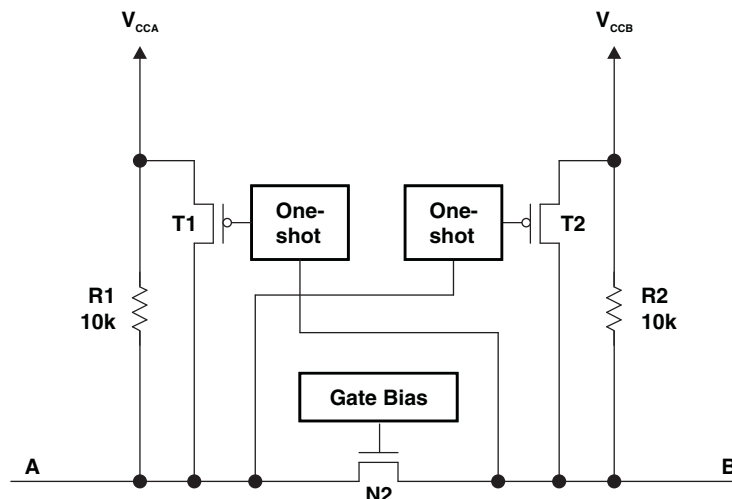 VCCA
VCCB
One-
shot
One-
shot
T1
T2
R1
10k
R2
10k
Gate Bias
A
B
N2